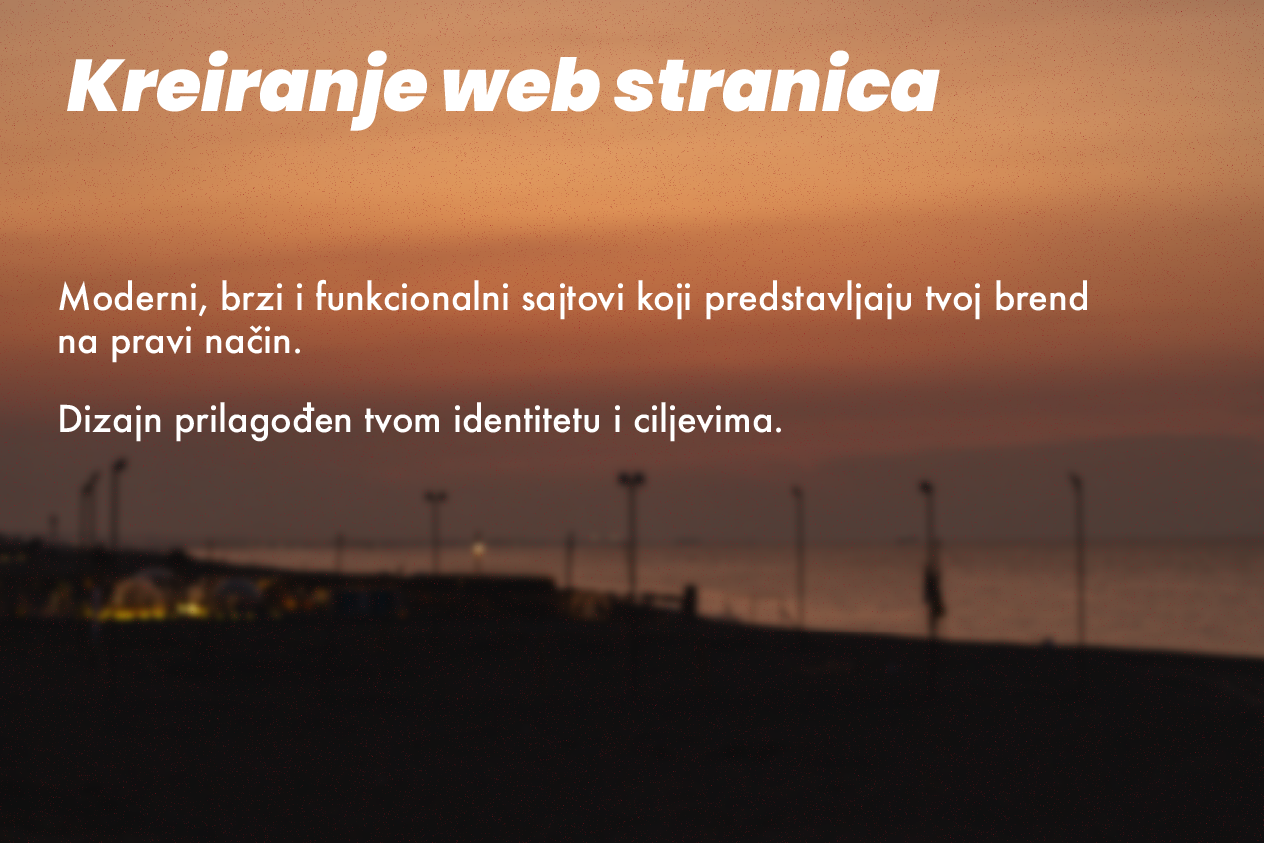 Kreiranje web stranica
Moderni, brzi i funkcionalni sajtovi koji predstavljaju tvoj brend
na pravi način.
Dizajn prilagođen tvom identitetu i ciljevima.